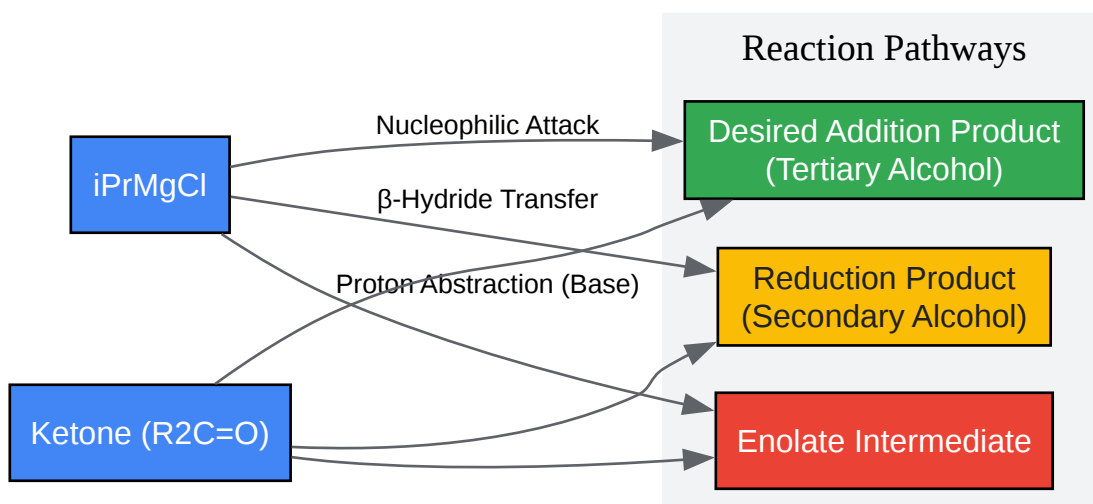 Reaction Pathways
Nucleophilic Attack
Desired Addition Product
(Tertiary Alcohol)
iPrMgCl
β-Hydride Transfer
Proton Abstraction (Base)
Reduction Product
(Secondary Alcohol)
Ketone (R2C=O)
Enolate Intermediate